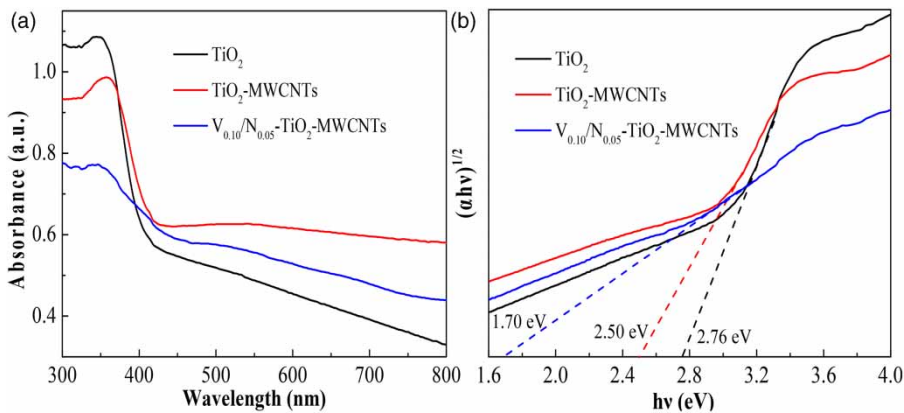 (a)
TiO₂
TiO₂-MWCNTs
V₀.₁₀/N₀.₀₅-TiO₂-MWCNTs
Absorbance (a.u.)
1.0
0.8
0.6
0.4
300 400 500 600 700 800
Wavelength (nm)
(b)
TiO₂
TiO₂-MWCNTs
V₀.₁₀/N₀.₀₅-TiO₂-MWCNTs
(αhν)¹/²
1.70 eV
2.50 eV
2.76 eV
1.6 2.0 2.4 2.8 3.2 3.6 4.0
hν (eV)